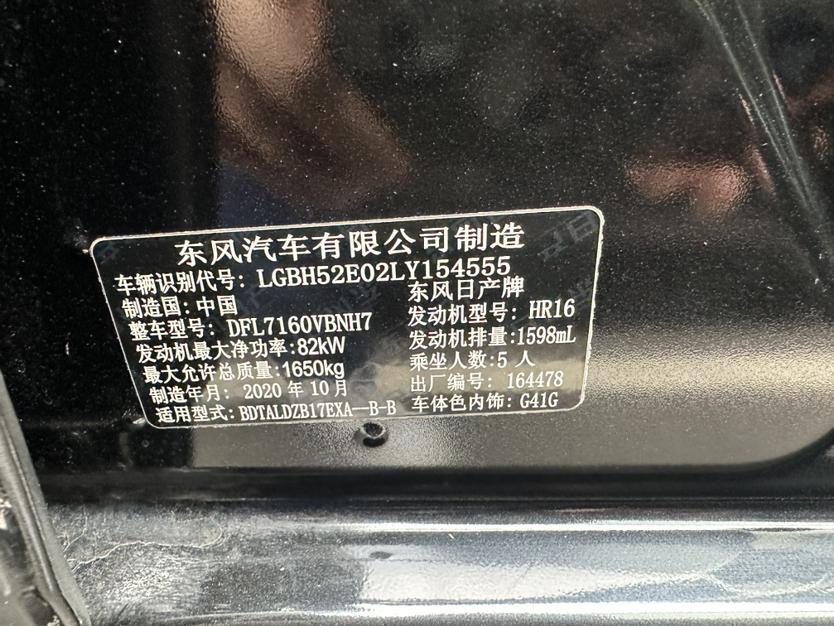 东风汽车有限公司制造
车辆识别代号: LGBH52E02LY154555
制造国: 中国 东风日产牌
整车型号: DFL7160VBNH7 发动机型号: HR16
发动机最大净功率:82kW 发动机排量:1598mL
最大允许总质量:1650kg 乘坐人数:5 人
制造年月: 2020 年 10 月 出厂编号: 164478
适用型式: BDTALDZB17EXA—B-B 车体色内饰: G41G